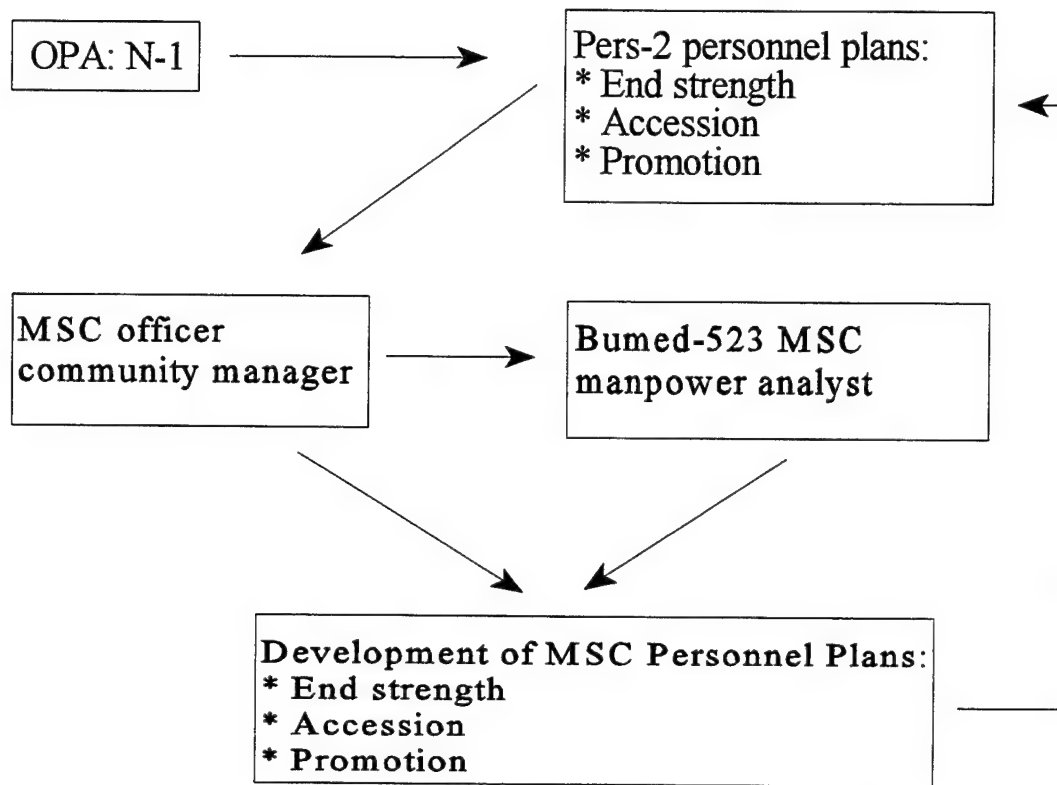 OPA: N-1
Pers-2 personnel plans:
* End strength
* Accession
* Promotion
MSC officer
community manager
Bumed-523 MSC
manpower analyst
Development of MSC Personnel Plans:
* End strength
* Accession
* Promotion